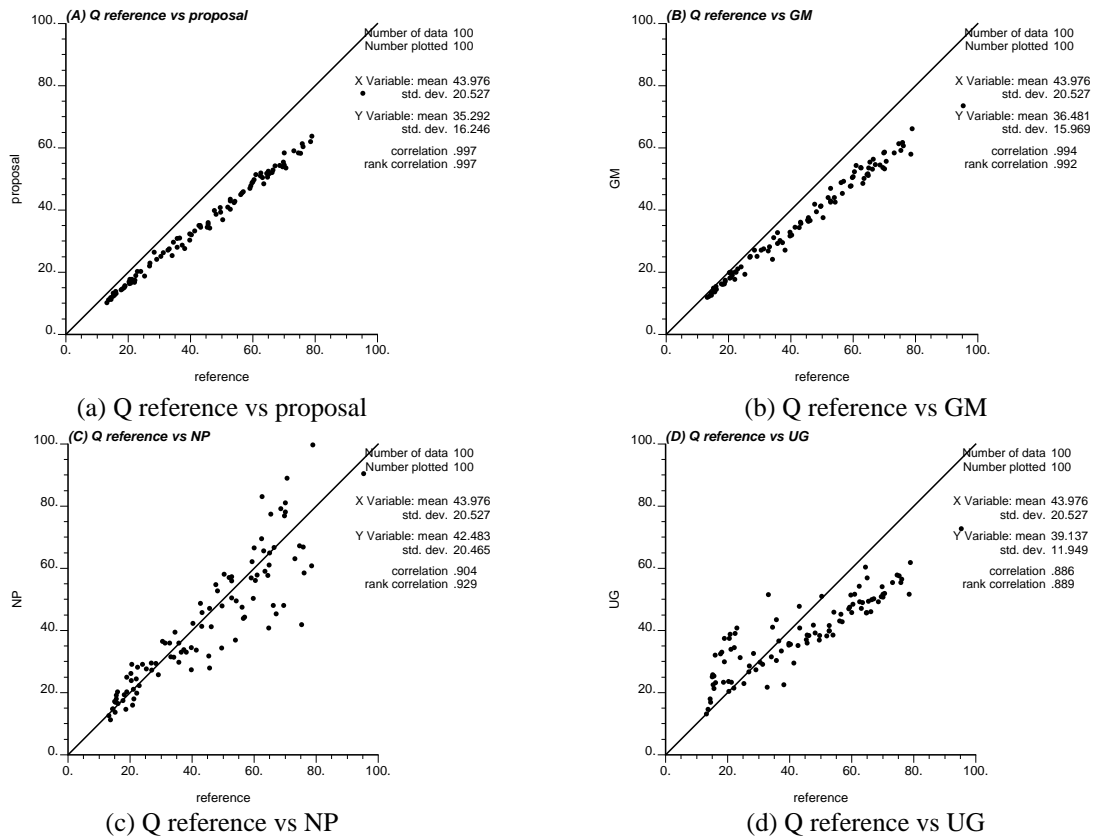 (A) Q reference vs proposal
Number of data 100
Number plotted 100
X Variable: mean 43.976
std. dev. 20.527
Y Variable: mean 35.292
std. dev. 16.246
correlation .997
rank correlation .997
proposal
100.
80.
60.
40.
20.
0.
0. 20. 40. 60. 80. 100.
reference
(a) Q reference vs proposal
(B) Q reference vs GM
Number of data 100
Number plotted 100
X Variable: mean 43.976
std. dev. 20.527
Y Variable: mean 36.481
std. dev. 15.969
correlation .994
rank correlation .992
GM
100.
80.
60.
40.
20.
0.
0. 20. 40. 60. 80. 100.
reference
(b) Q reference vs GM
(C) Q reference vs NP
Number of data 100
Number plotted 100
X Variable: mean 43.976
std. dev. 20.527
Y Variable: mean 42.483
std. dev. 20.465
correlation .904
rank correlation .929
NP
100.
80.
60.
40.
20.
0.
0. 20. 40. 60. 80. 100.
reference
(c) Q reference vs NP
(D) Q reference vs UG
Number of data 100
Number plotted 100
X Variable: mean 43.976
std. dev. 20.527
Y Variable: mean 39.137
std. dev. 11.949
correlation .886
rank correlation .889
UG
100.
80.
60.
40.
20.
0.
0. 20. 40. 60. 80. 100.
reference
(d) Q reference vs UG